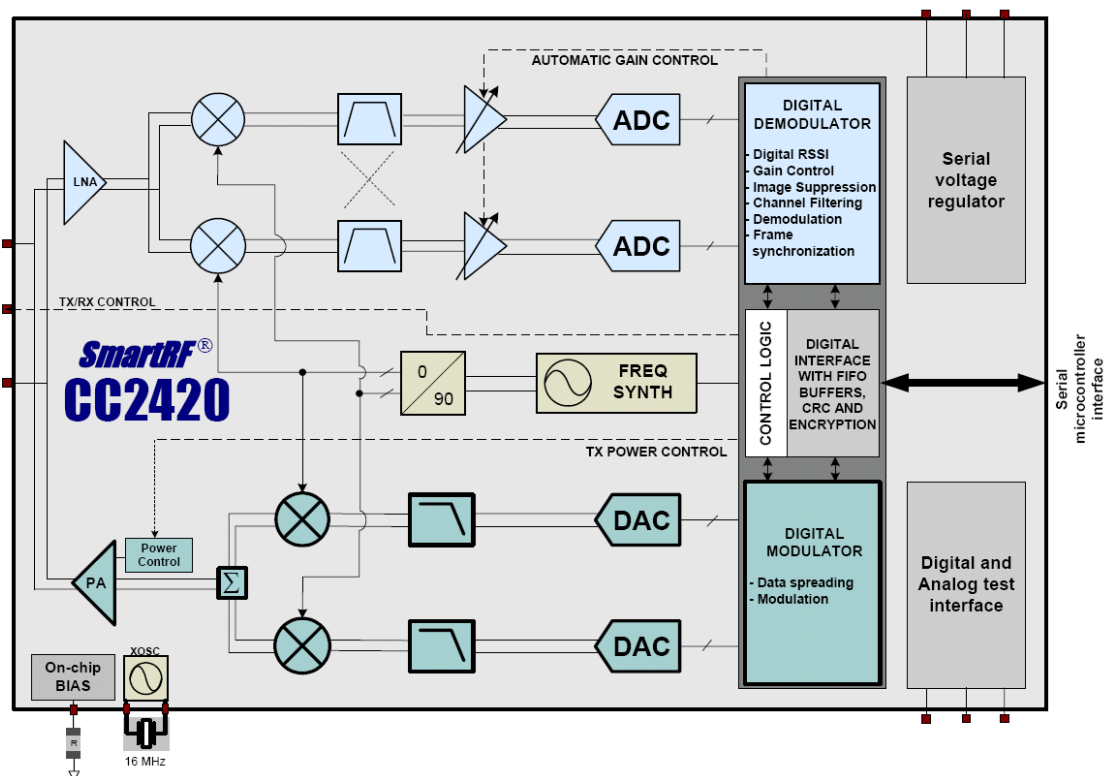 AUTOMATIC GAIN CONTROL
LNA
ADC
ADC
DIGITAL
DEMODULATOR
- Digital RSSI
- Gain Control
- Image Suppression
- Channel Filtering
- Demodulation
- Frame
synchronization
Serial
voltage
regulator
TX/RX CONTROL
SmartRF®
CC2420
0
90
FREQ
SYNTH
CONTROL LOGIC
DIGITAL
INTERFACE
WITH FIFO
BUFFERS,
CRC AND
ENCRYPTION
Serial
microcontroller
interface
TX POWER CONTROL
Power
Control
PA
Σ
DAC
DAC
DIGITAL
MODULATOR
- Data spreading
- Modulation
Digital and
Analog test
interface
On-chip
BIAS
XOSC
R
16 MHz